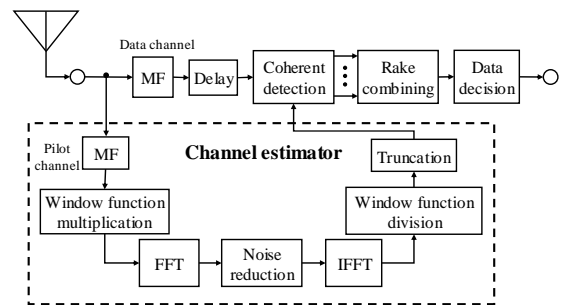 Data channel
MF
Delay
Coherent
detection
Rake
combining
Data
decision
Pilot
channel
MF
Channel estimator
Truncation
Window function
multiplication
Window function
division
FFT
Noise
reduction
IFFT